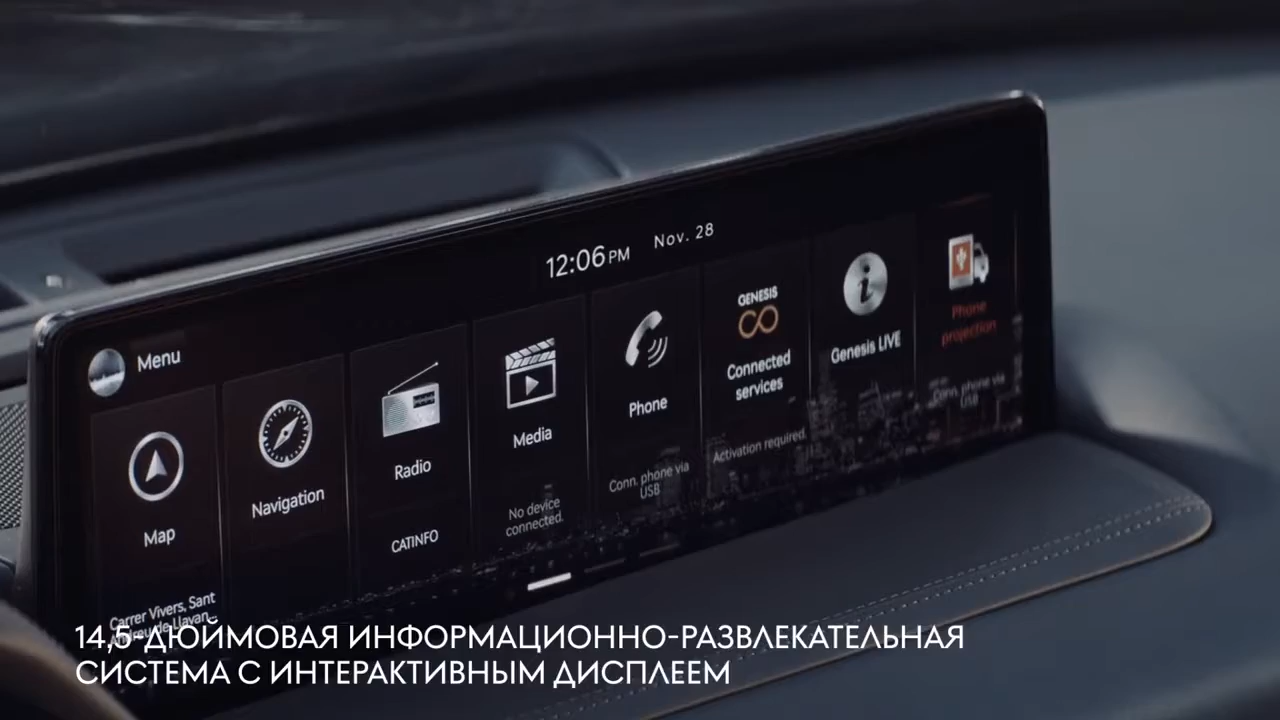 12:06 PM
Nov. 28
Menu
Map
Carrer Vivers, Sant
Navigation
Radio
CATINFO
Media
No device
connected.
Phone
Conn. phone via
USB
GENESIS
Connected
services
Activation required.
Genesis LIVE
Phone
projection
Conn. phone via
USB
14,5-ДЮЙМОВАЯ ИНФОРМАЦИОННО-РАЗВЛЕКАТЕЛЬНАЯ
СИСТЕМА С ИНТЕРАКТИВНЫМ ДИСПЛЕЕМ